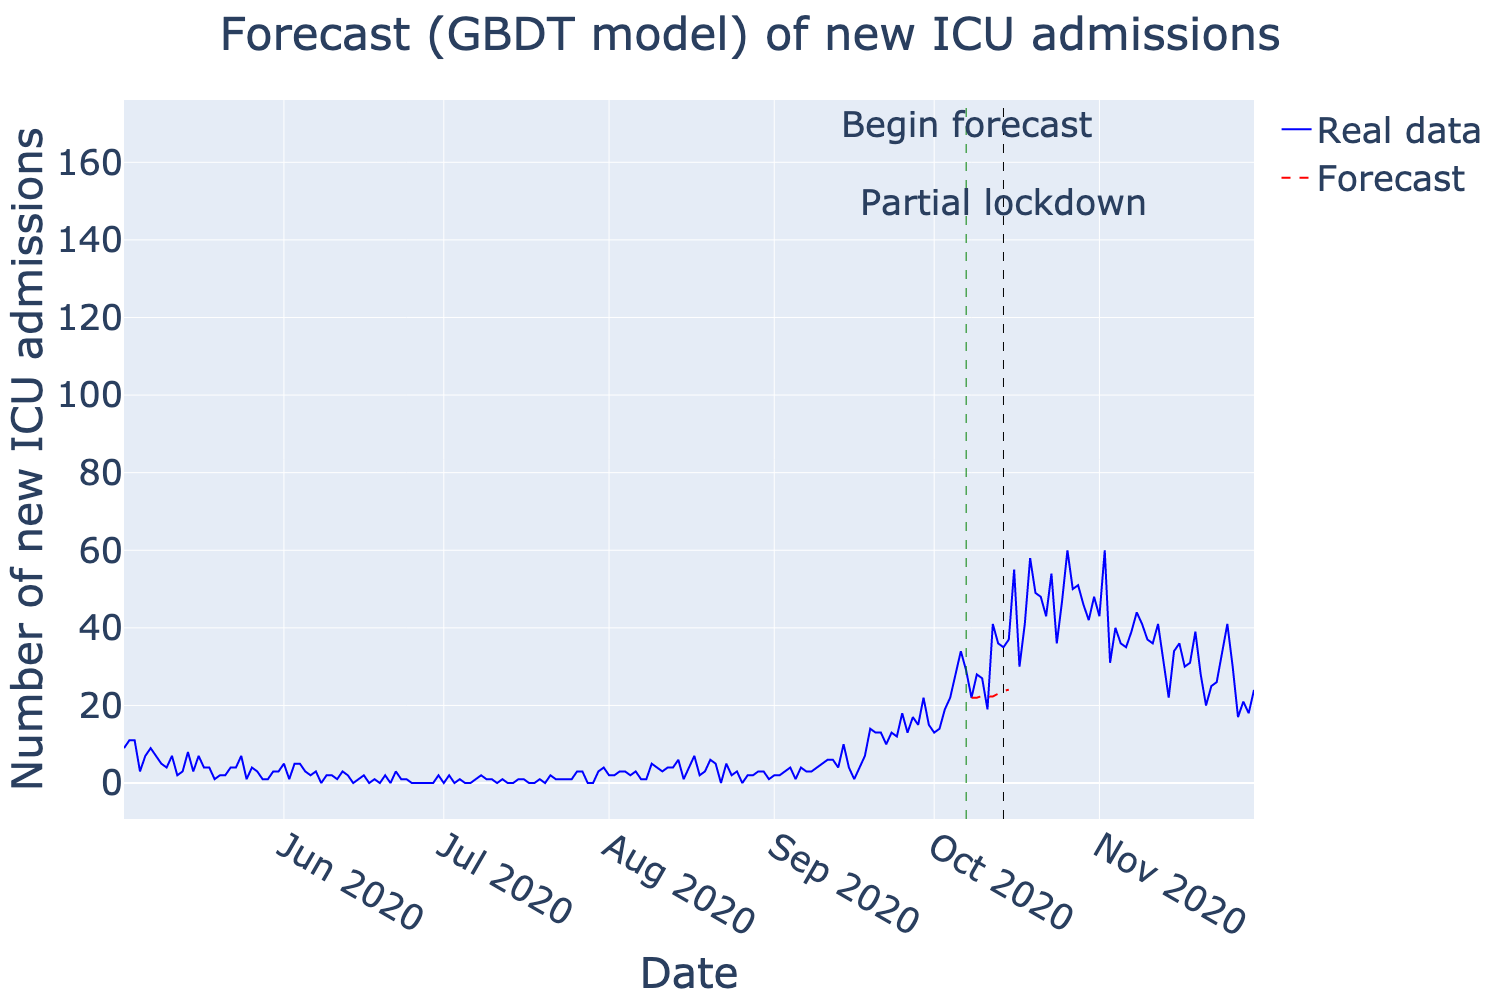 Forecast (GBDT model) of new ICU admissions
Begin forecast
Partial lockdown
Real data
Forecast
Number of new ICU admissions
160
140
120
100
80
60
40
20
0
Jun 2020
Jul 2020
Aug 2020
Sep 2020
Oct 2020
Nov 2020
Date